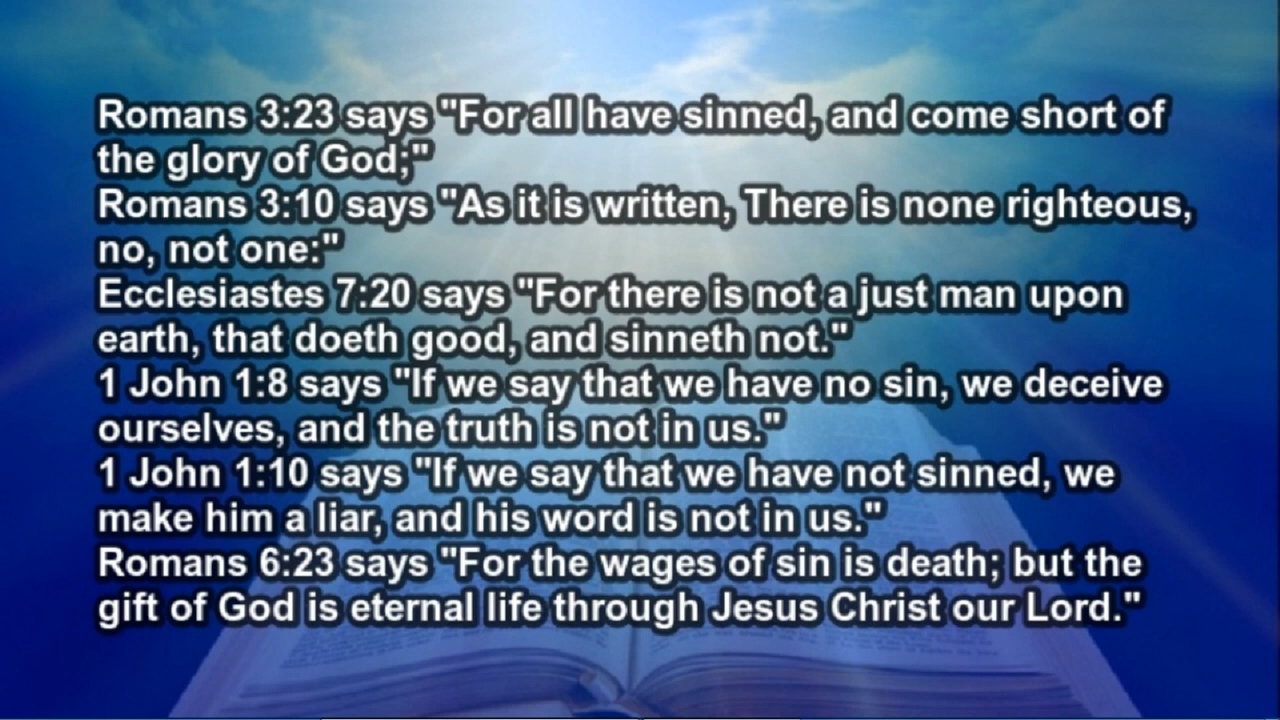 Romans 3:23 says "For all have sinned, and come short of
the glory of God;"
Romans 3:10 says "As it is written, There is none righteous,
no, not one:"
Ecclesiastes 7:20 says "For there is not a just man upon
earth, that doeth good, and sinneth not."
1 John 1:8 says "If we say that we have no sin, we deceive
ourselves, and the truth is not in us."
1 John 1:10 says "If we say that we have not sinned, we
make him a liar, and his word is not in us."
Romans 6:23 says "For the wages of sin is death; but the
gift of God is eternal life through Jesus Christ our Lord."